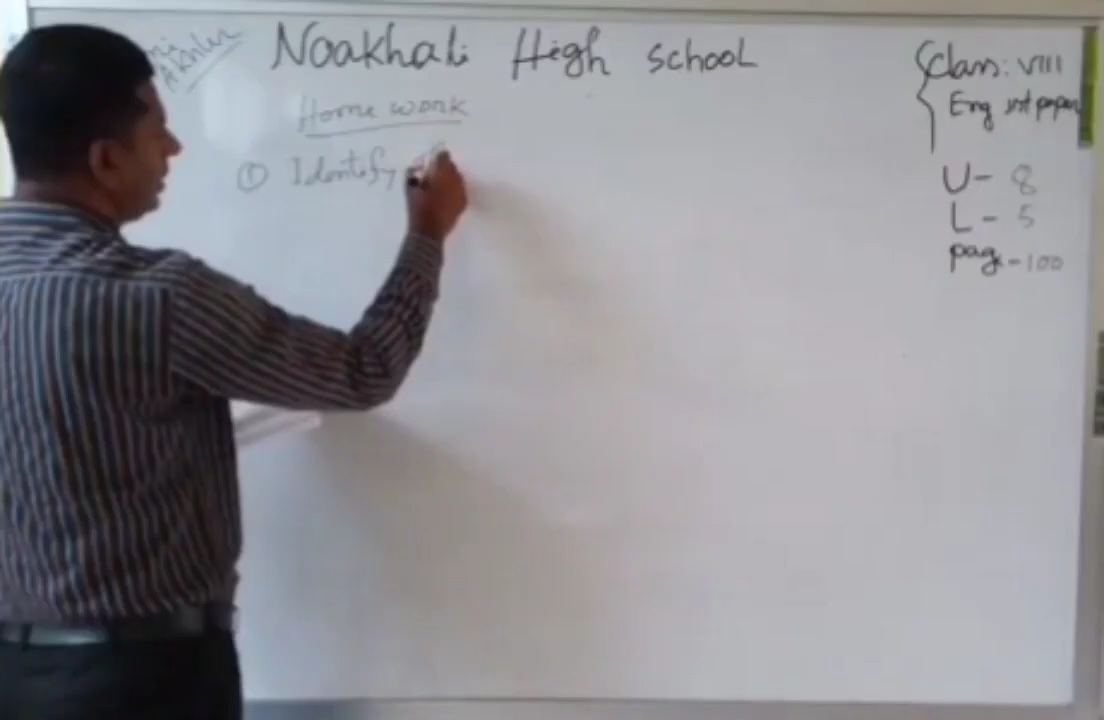 Noakhali High school
Home work
① Identify
Class: VIII
Eng 1st paper
U- 8
L- 5
page-100